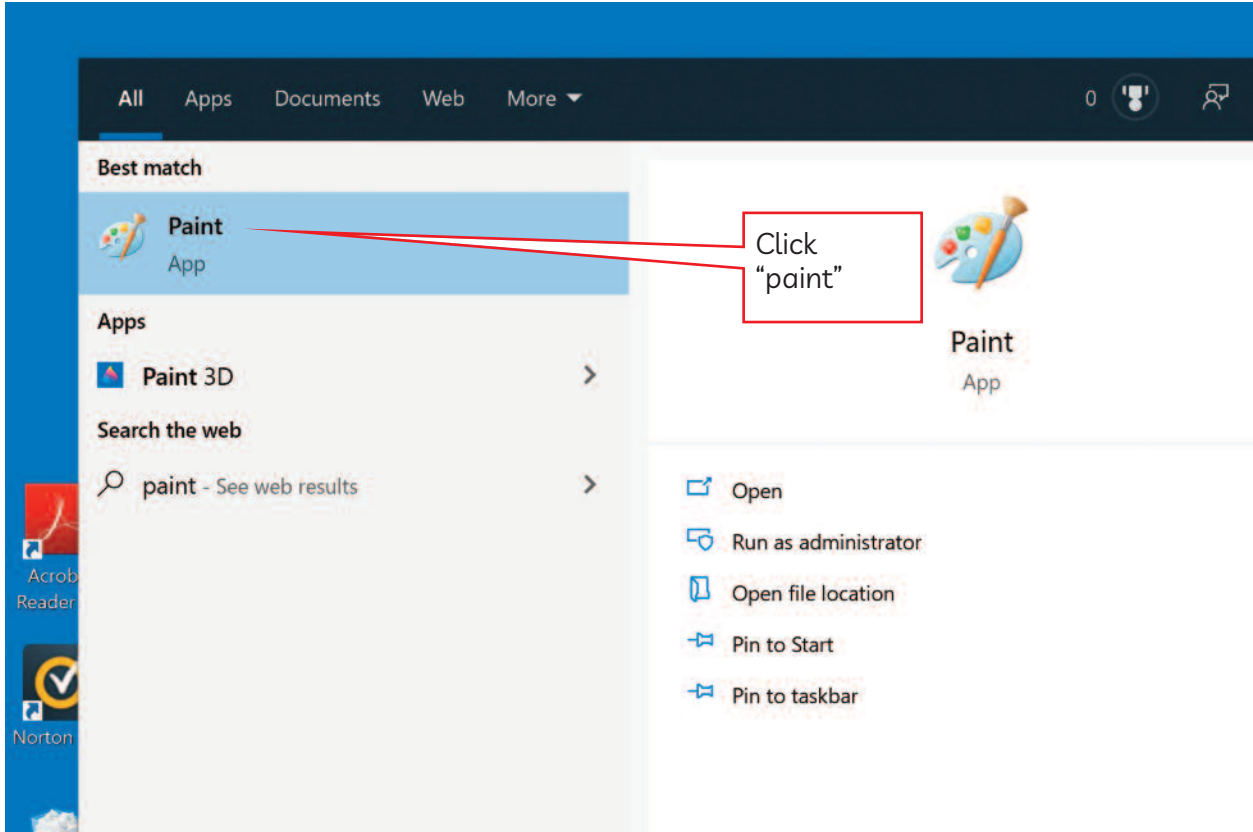 All Apps Documents Web More 0
Best match
Paint
App
Apps
Paint 3D
Search the web
paint - See web results
Click
“paint”
Paint
App
Open
Run as administrator
Open file location
Pin to Start
Pin to taskbar
Acrob
Reader
Norton